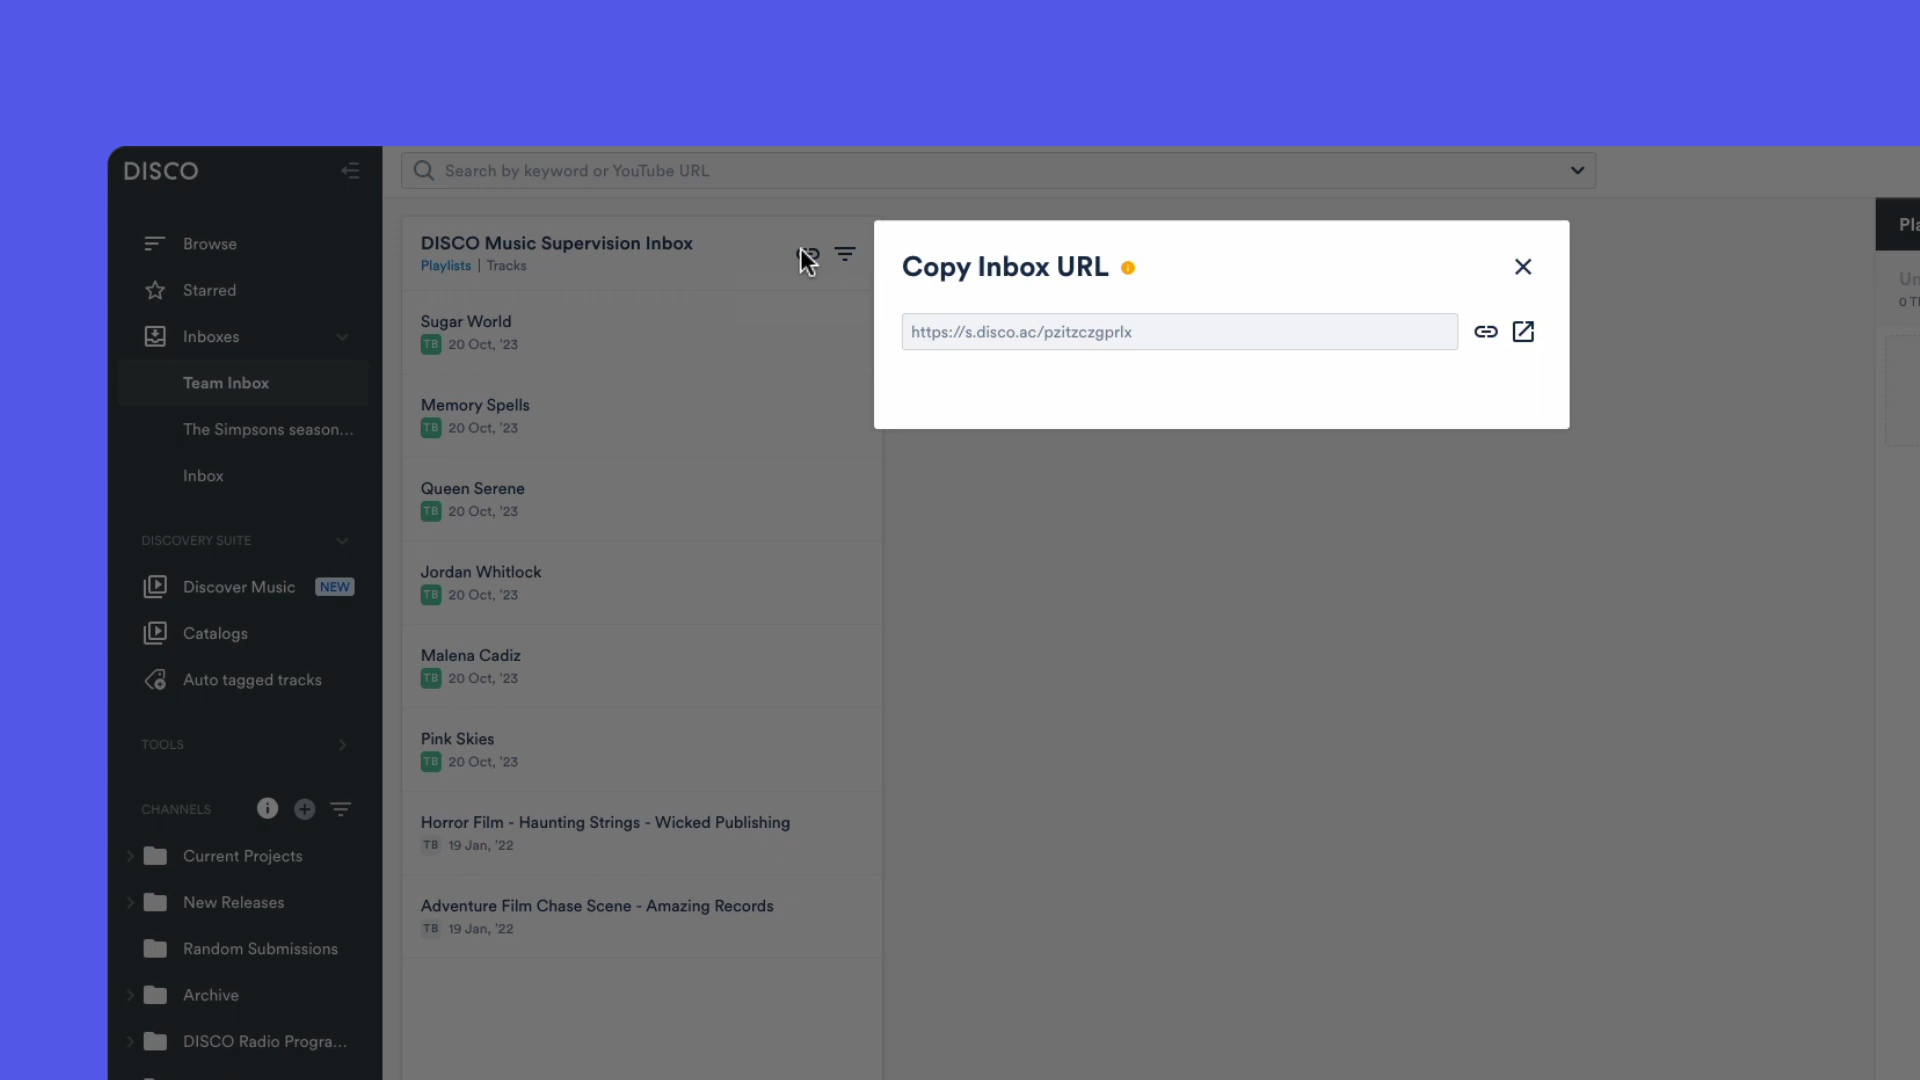 DISCO
Search by keyword or YouTube URL
Browse
Starred
Inboxes
Team Inbox
The Simpsons season...
Inbox
DISCOVERY SUITE
Discover Music NEW
Catalogs
Auto tagged tracks
TOOLS
CHANNELS
Current Projects
New Releases
Random Submissions
Archive
DISCO Radio Progra...
DISCO Music Supervision Inbox
Playlists | Tracks
Sugar World
TB 20 Oct, '23
Memory Spells
TB 20 Oct, '23
Queen Serene
TB 20 Oct, '23
Jordan Whitlock
TB 20 Oct, '23
Malena Cadiz
TB 20 Oct, '23
Pink Skies
TB 20 Oct, '23
Horror Film - Haunting Strings - Wicked Publishing
TB 19 Jan, '22
Adventure Film Chase Scene - Amazing Records
TB 19 Jan, '22
Copy Inbox URL
https://s.disco.ac/pzitzczgprlx
Pla
Un
0 T